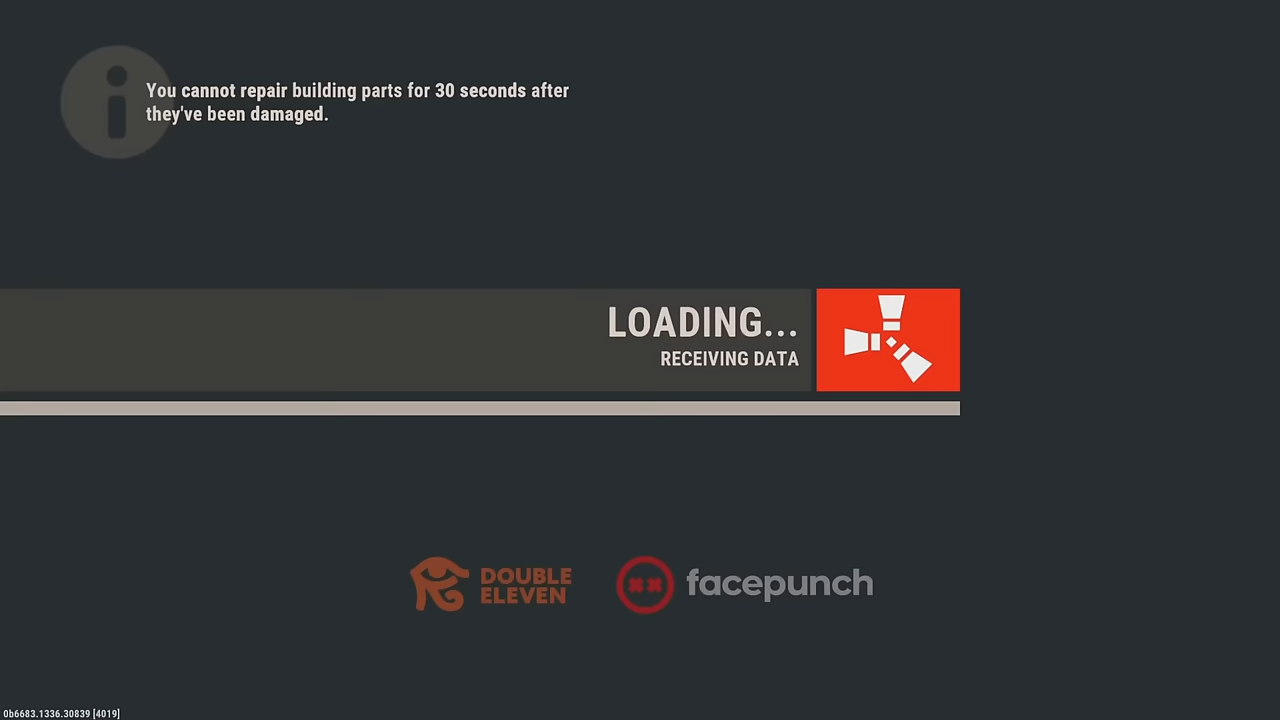 You cannot repair building parts for 30 seconds after
they've been damaged.
LOADING...
RECEIVING DATA
DOUBLE
ELEVEN
facepunch
0b6683.1336.30839 [4019]